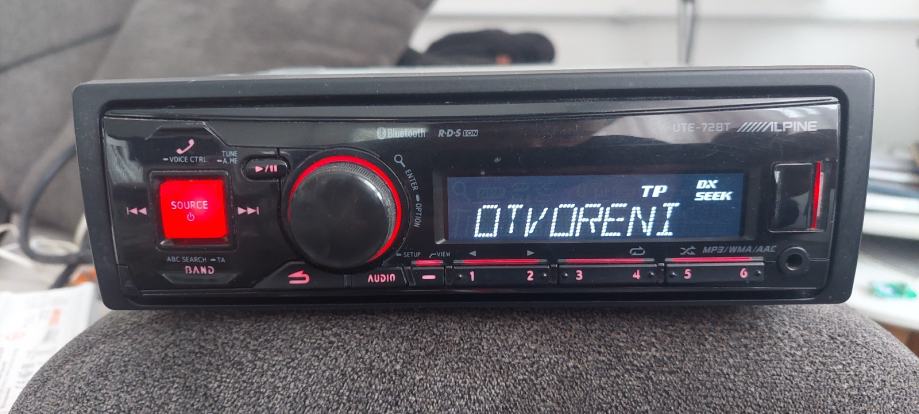 Bluetooth R·D·S EON
UTE-72BT ALPINE
VOICE CTRL
TUNE
A.ME
SOURCE
ENTER OPTION
TP DX SEEK
OTVORENI
ABC SEARCH TA
BAND
SETUP VIEW
MP3/WMA/AAC
AUDIO 1 2 3 4 5 6